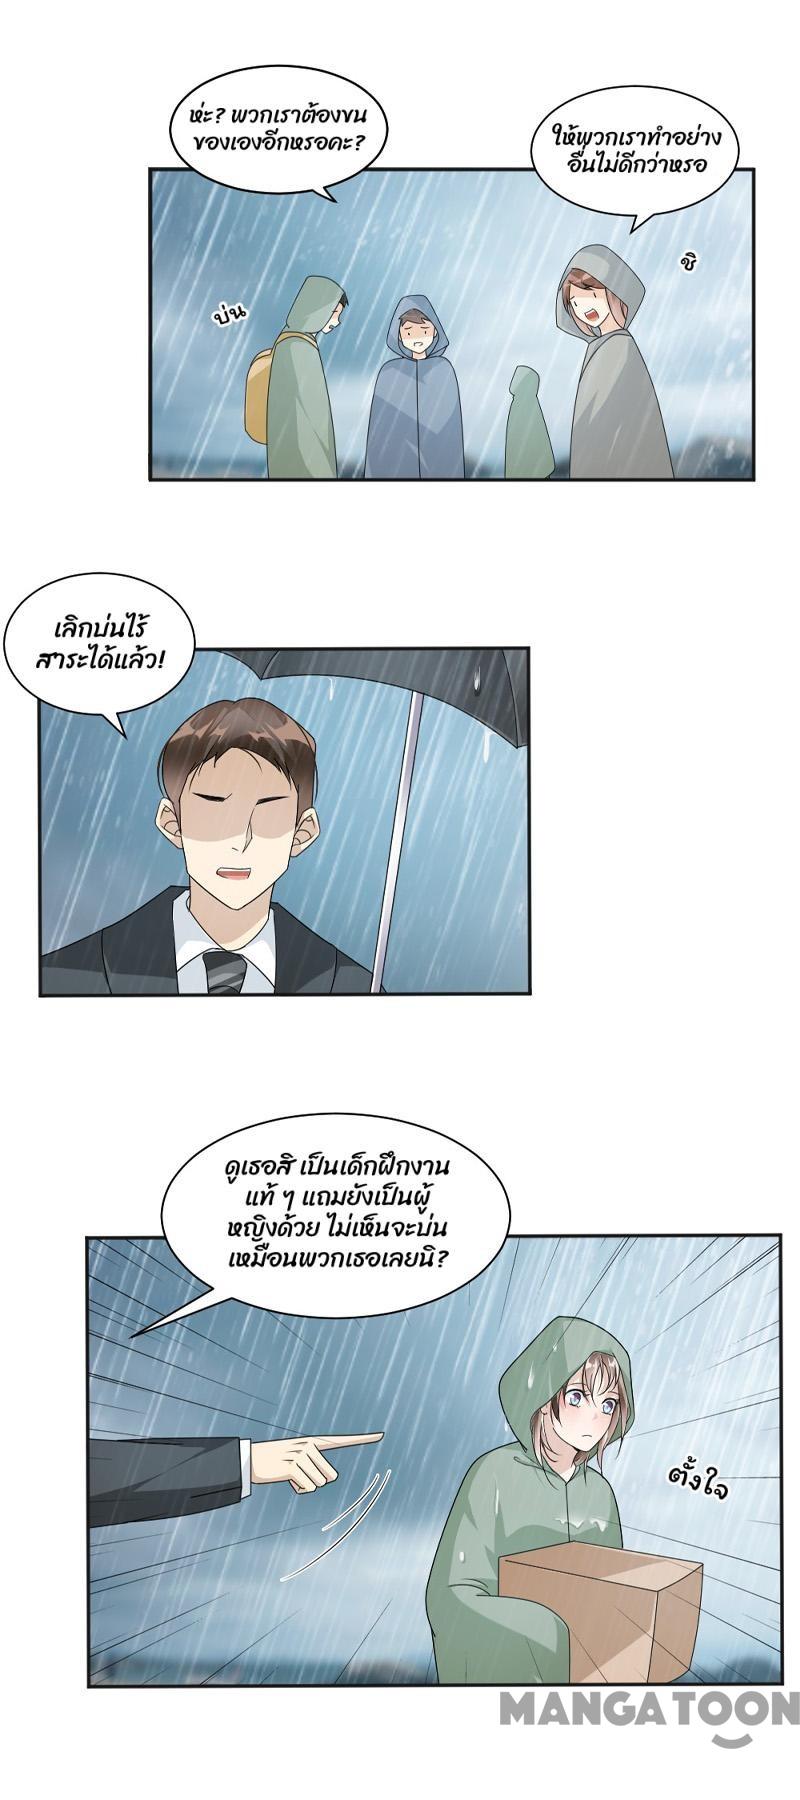 ห่ะ? พวกเราต้องขน
ของเองอีกหรอคะ?
ให้พวกเราทำอย่าง
อื่นไม่ดีกว่าหรอ
ชิ
บ่น
เลิกบ่นไร้
สาระได้แล้ว!
ดูเธอสิ เป็นเด็กฝึกงาน
แท้ ๆ แถมยังเป็นผู้
หญิงด้วย ไม่เห็นจะบ่น
เหมือนพวกเธอเลยนิ?
ตั้งใจ
MANGATOON